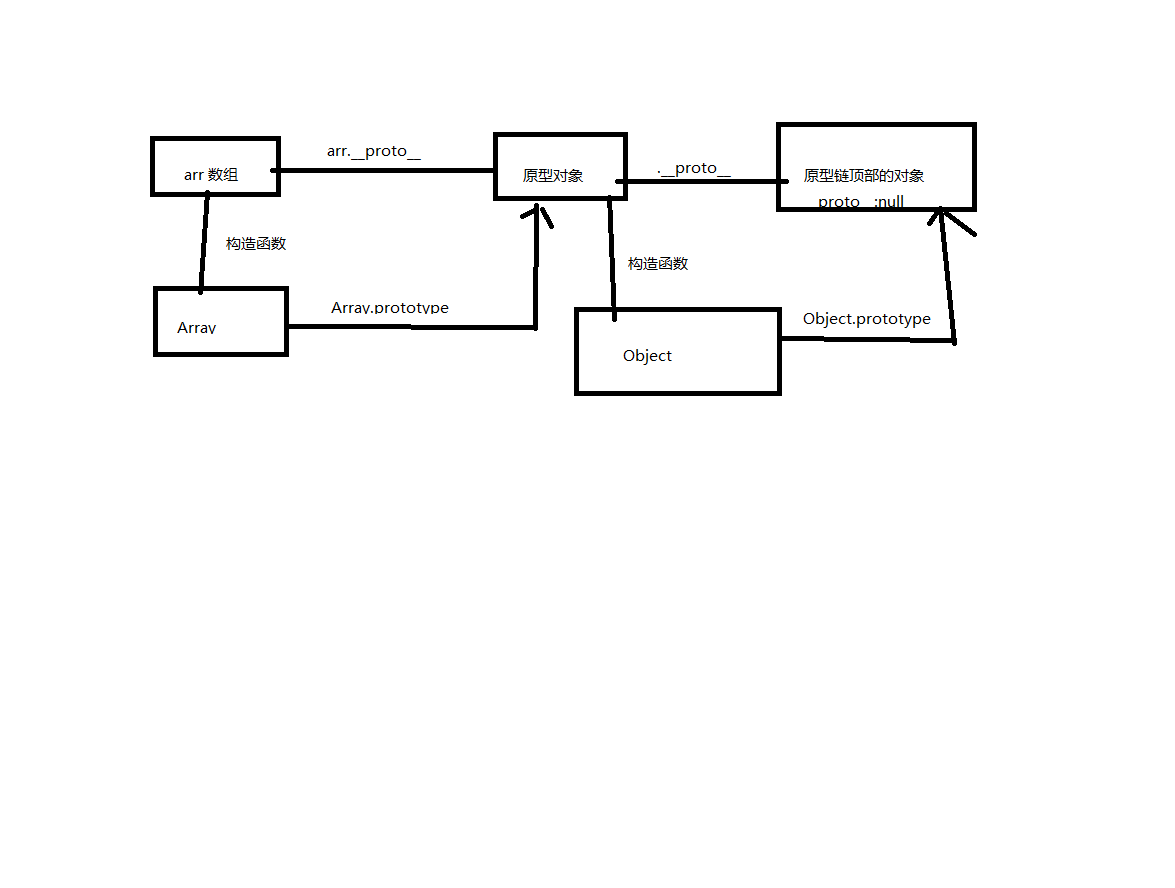 arr.__proto__
arr 数组
原型对象
.__proto__
原型链顶部的对象
__proto__:null
构造函数
构造函数
Array
Array.prototype
Object
Object.prototype